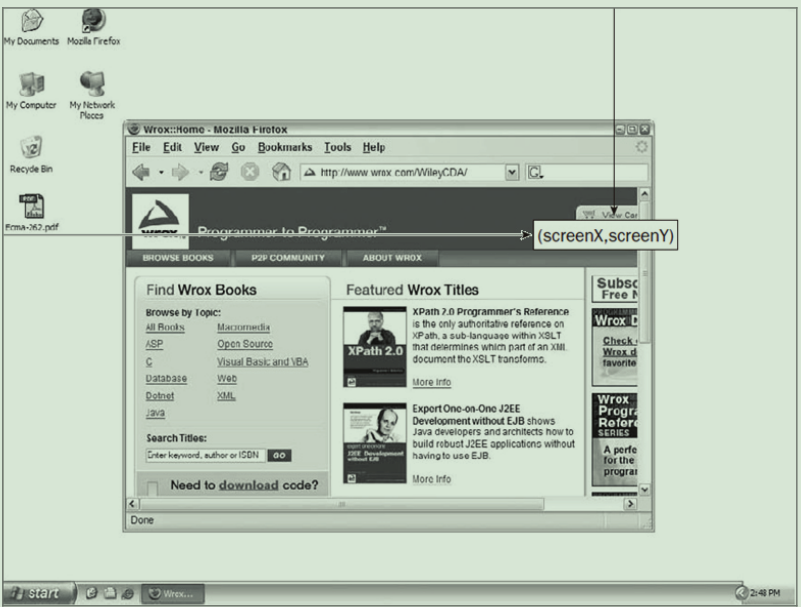 My Documents
Mozilla Firefox
My Computer
My Network
Places
Recycle Bin
Ecma-262.pdf
Wrox::Home - Mozilla Firefox
File Edit View Go Bookmarks Tools Help
http://www.wrox.com/WileyCDA/
G.
View Car
wrox
Programmer to Programmer™
(screenX,screenY)
BROWSE BOOKS P2P COMMUNITY ABOUT WROX
Find Wrox Books
Browse by Topic:
All Books Macromedia
ASP Open Source
C Visual Basic and VBA
Database Web
Dotnet XML
Java
Search Titles:
Enter keyword, author or ISBN GO
Need to download code?
Featured Wrox Titles
XPath 2.0
XPath 2.0 Programmer's Reference
is the only authoritative reference on
XPath, a sub-language within XSLT
that determines which part of an XML
document the XSLT transforms.
More Info
J2EE Development
without EJB
Expert One-on-One J2EE
Development without EJB shows
Java developers and architects how to
build robust J2EE applications without
having to use EJB.
More Info
Subsc
Free N
Wrox D
Check
Wrox d
favorite
Wrox
Progra
Refere
SERIES
A perfe
for the
prograr
Done
start
Wrox...
2:48 PM